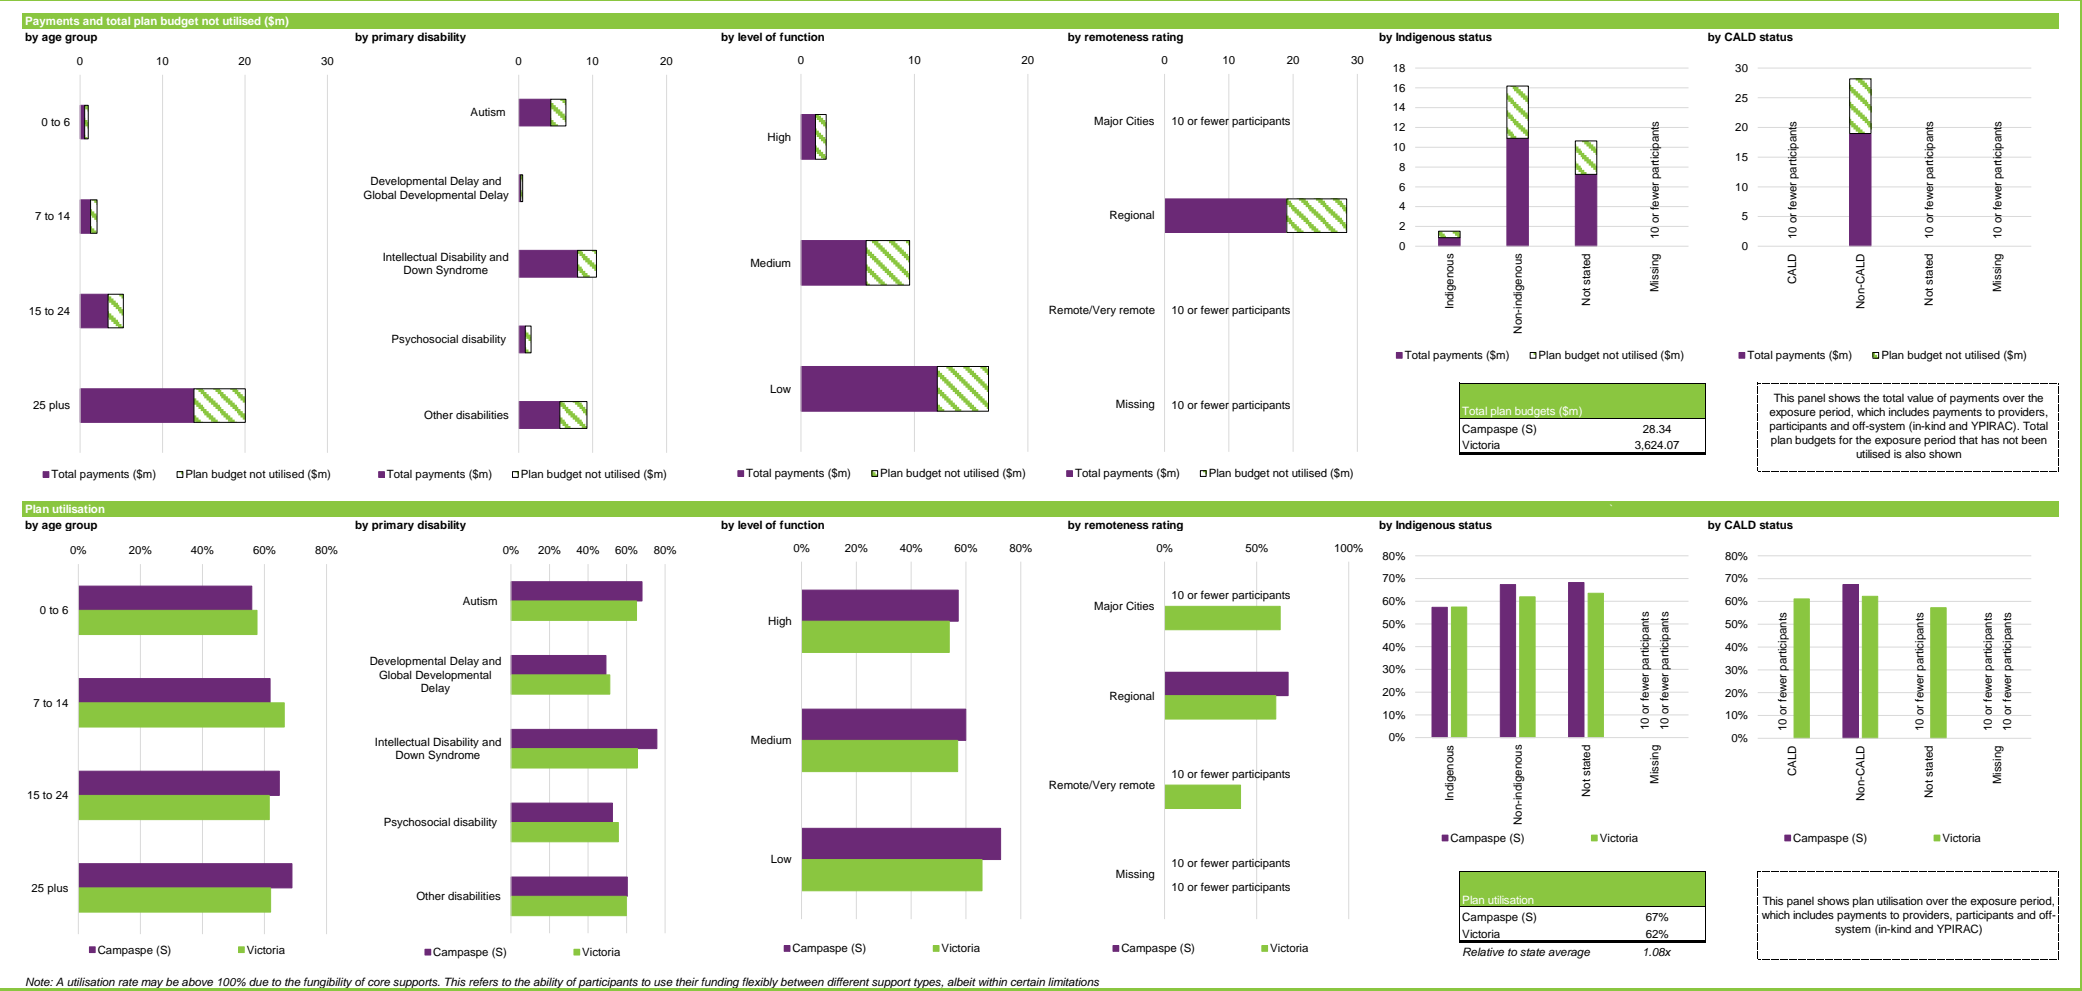 Payments and total plan budget not utilised ($m)
by age group
0 10 20 30
0 to 6
7 to 14
15 to 24
25 plus
Total payments ($m) Plan budget not utilised ($m)
by primary disability
0 10 20
Autism
Developmental Delay and
Global Developmental Delay
Intellectual Disability and
Down Syndrome
Psychosocial disability
Other disabilities
Total payments ($m) Plan budget not utilised ($m)
by level of function
0 10 20
High
Medium
Low
Total payments ($m) Plan budget not utilised ($m)
by remoteness rating
0 10 20 30
Major Cities 10 or fewer participants
Regional
Remote/Very remote 10 or fewer participants
Missing 10 or fewer participants
Total payments ($m) Plan budget not utilised ($m)
by Indigenous status
18
16
14
12
10
8
6
4
2
0
10 or fewer participants
Indigenous
Non-indigenous
Not stated
Missing
Total payments ($m) Plan budget not utilised ($m)
by CALD status
30
25
20
15
10
5
0
10 or fewer participants
10 or fewer participants
10 or fewer participants
CALD
Non-CALD
Not stated
Missing
Total payments ($m) Plan budget not utilised ($m)
Total plan budgets ($m)
Campaspe (S) 28.34
Victoria 3,624.07
This panel shows the total value of payments over the
exposure period, which includes payments to providers,
participants and off-system (in-kind and YPIRAC). Total
plan budgets for the exposure period that has not been
utilised is also shown
Plan utilisation
by age group
0% 20% 40% 60% 80%
0 to 6
7 to 14
15 to 24
25 plus
Campaspe (S) Victoria
by primary disability
0% 20% 40% 60% 80%
Autism
Developmental Delay and
Global Developmental
Delay
Intellectual Disability and
Down Syndrome
Psychosocial disability
Other disabilities
Campaspe (S) Victoria
by level of function
0% 20% 40% 60% 80%
High
Medium
Low
Campaspe (S) Victoria
by remoteness rating
0% 50% 100%
Major Cities 10 or fewer participants
Regional
Remote/Very remote 10 or fewer participants
Missing
10 or fewer participants
10 or fewer participants
Campaspe (S) Victoria
by Indigenous status
80%
70%
60%
50%
40%
30%
20%
10%
0%
10 or fewer participants
10 or fewer participants
Indigenous
Non-indigenous
Not stated
Missing
Campaspe (S) Victoria
by CALD status
80%
70%
60%
50%
40%
30%
20%
10%
0%
10 or fewer participants
10 or fewer participants
10 or fewer participants
10 or fewer participants
CALD
Non-CALD
Not stated
Missing
Campaspe (S) Victoria
Plan utilisation
Campaspe (S) 67%
Victoria 62%
Relative to state average 1.08x
This panel shows plan utilisation over the exposure period,
which includes payments to providers, participants and off-
system (in-kind and YPIRAC)
Note: A utilisation rate may be above 100% due to the fungibility of core supports. This refers to the ability of participants to use their funding flexibly between different support types, albeit within certain limitations